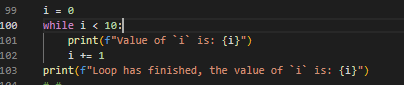 99 i = 0
100 while i < 10:
101     print(f"Value of `i` is: {i}")
102     i += 1
103 print(f"Loop has finished, the value of `i` is: {i}")